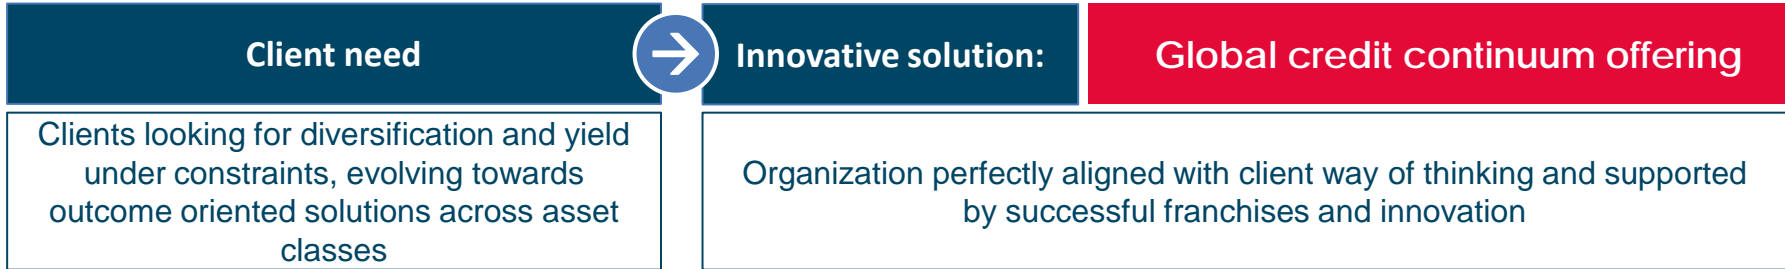 Client need
Innovative solution:
Global credit continuum offering
Clients looking for diversification and yield
under constraints, evolving towards
outcome oriented solutions across asset
classes
Organization perfectly aligned with client way of thinking and supported
by successful franchises and innovation